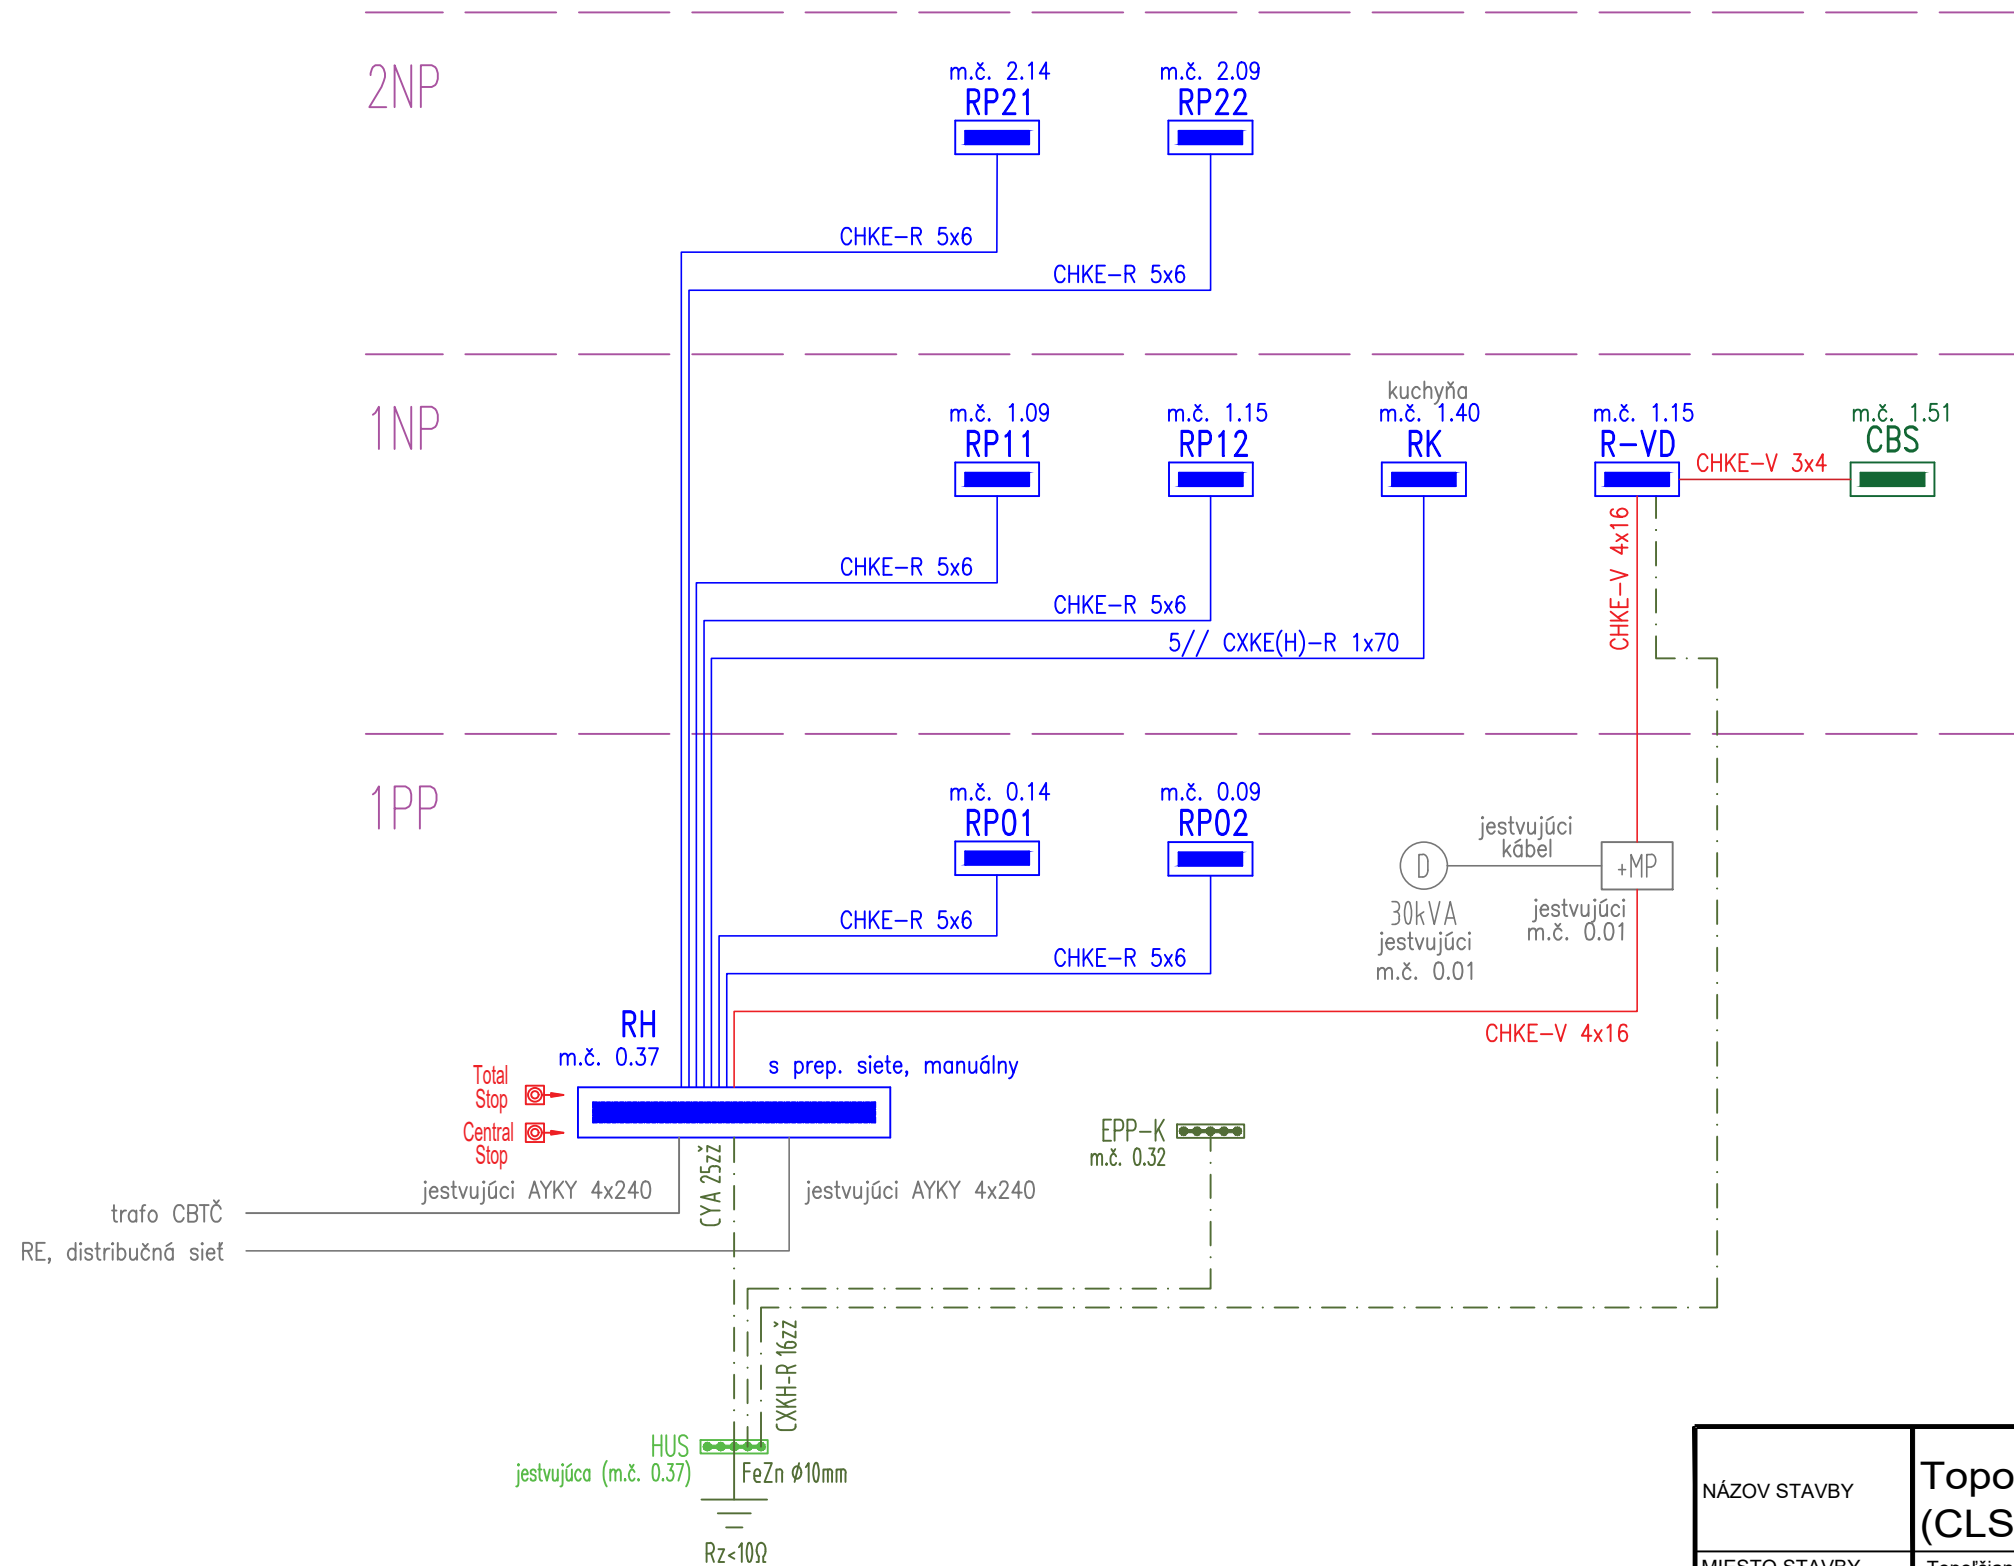 2NP
m.č. 2.14
RP21
m.č. 2.09
RP22
CHKE-R 5x6
CHKE-R 5x6
1NP
m.č. 1.09
RP11
m.č. 1.15
RP12
kuchyňa
m.č. 1.40
RK
m.č. 1.15
R-VD
CHKE-V 3x4
m.č. 1.51
CBS
CHKE-V 4x16
CHKE-R 5x6
CHKE-R 5x6
5// CXKE(H)-R 1x70
1PP
m.č. 0.14
RP01
m.č. 0.09
RP02
jestvujúci
kábel
D
+MP
30kVA
jestvujúci
m.č. 0.01
jestvujúci
m.č. 0.01
CHKE-R 5x6
CHKE-R 5x6
CHKE-V 4x16
RH
m.č. 0.37
s prep. siete, manuálny
Total
Stop
Central
Stop
EPP-K
m.č. 0.32
jestvujúci AYKY 4x240
CYA 25zž
jestvujúci AYKY 4x240
trafo CBTČ
RE, distribučná sieť
CXKH-R 16zž
HUS
jestvujúca (m.č. 0.37)
FeZn ϕ10mm
Rz<10Ω
NÁZOV STAVBY
Topo
(CLS
MIESTO STAVBY